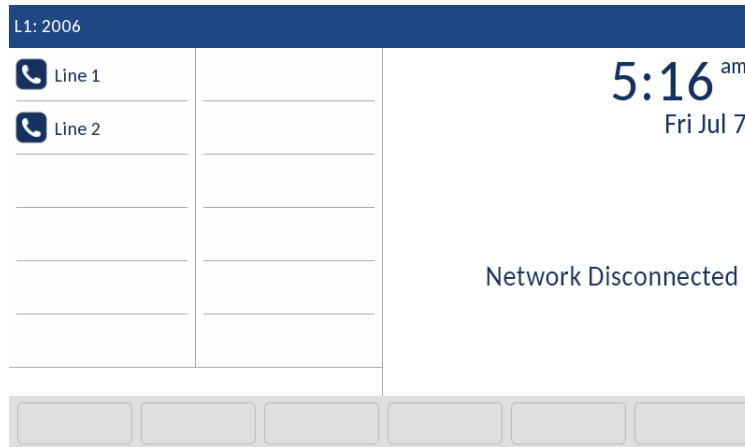 L1: 2006
Line 1
Line 2
5:16 am
Fri Jul 7
Network Disconnected